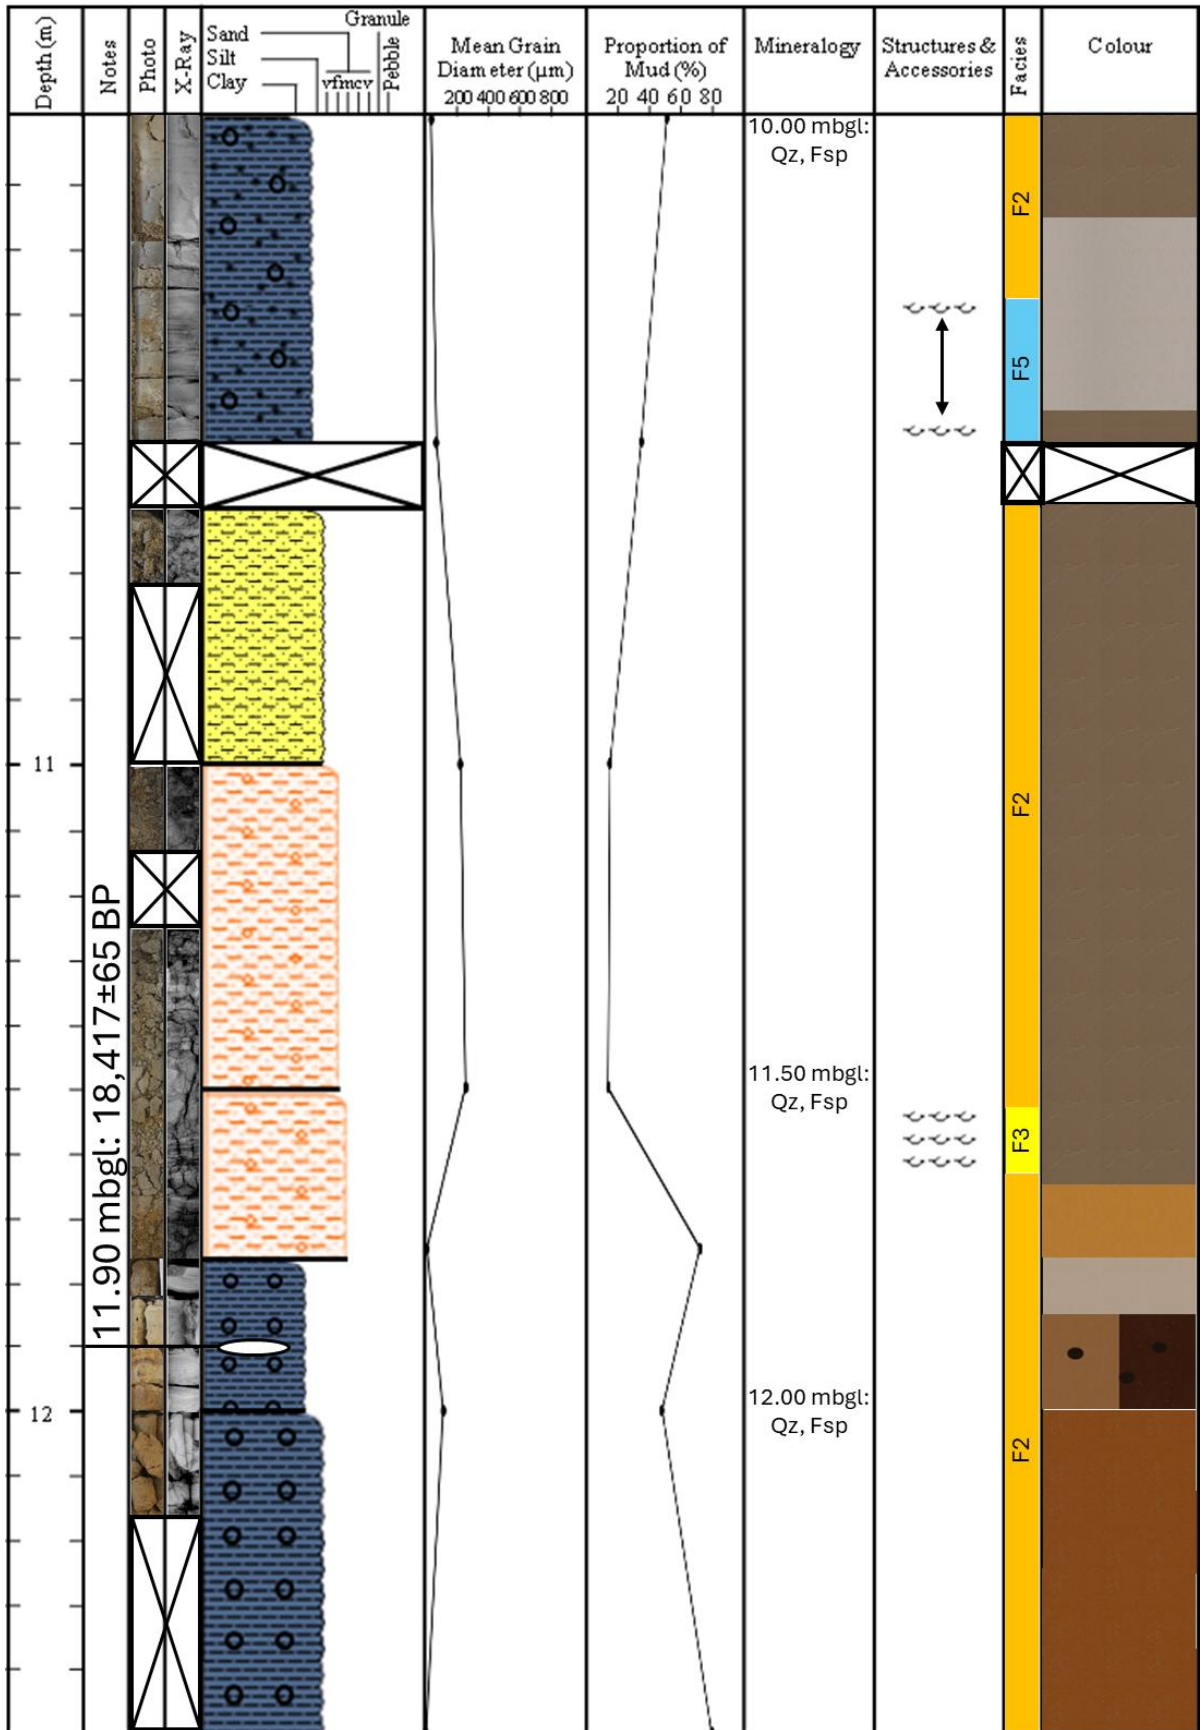 Depth (m)
Notes
Photo
X-Ray
Sand
Silt
Clay
vfmcv
Granule
Pebble
Mean Grain
Diameter (µm)
200 400 600 800
Proportion of
Mud (%)
20 40 60 80
Mineralogy
Structures &
Accessories
Facies
Colour
10.00 mbgl:
Qz, Fsp
F2
F5
11
F2
11.90 mbgl: 18,417±65 BP
11.50 mbgl:
Qz, Fsp
F3
12
12.00 mbgl:
Qz, Fsp
F2